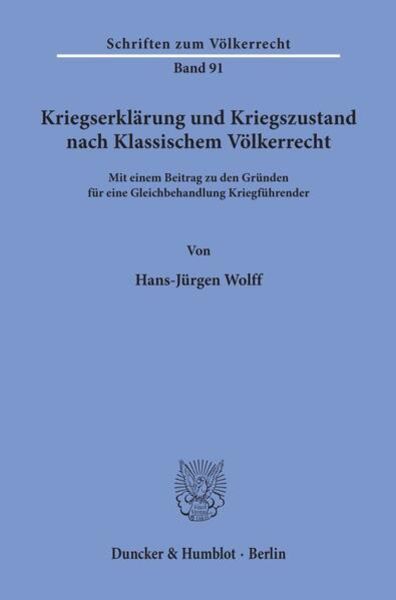 Schriften zum Völkerrecht
Band 91
Kriegserklärung und Kriegszustand
nach Klassischem Völkerrecht
Mit einem Beitrag zu den Gründen
für eine Gleichbehandlung Kriegführender
Von
Hans-Jürgen Wolff
Duncker & Humblot · Berlin